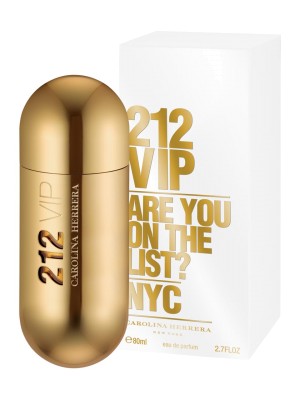 212 VIP
CAROLINA HERRERA
212
VIP
ARE YOU
ON THE
LIST?
NYC
CAROLINA HERRERA
NEW YORK
80ml eau de parfum 2.7FL.OZ